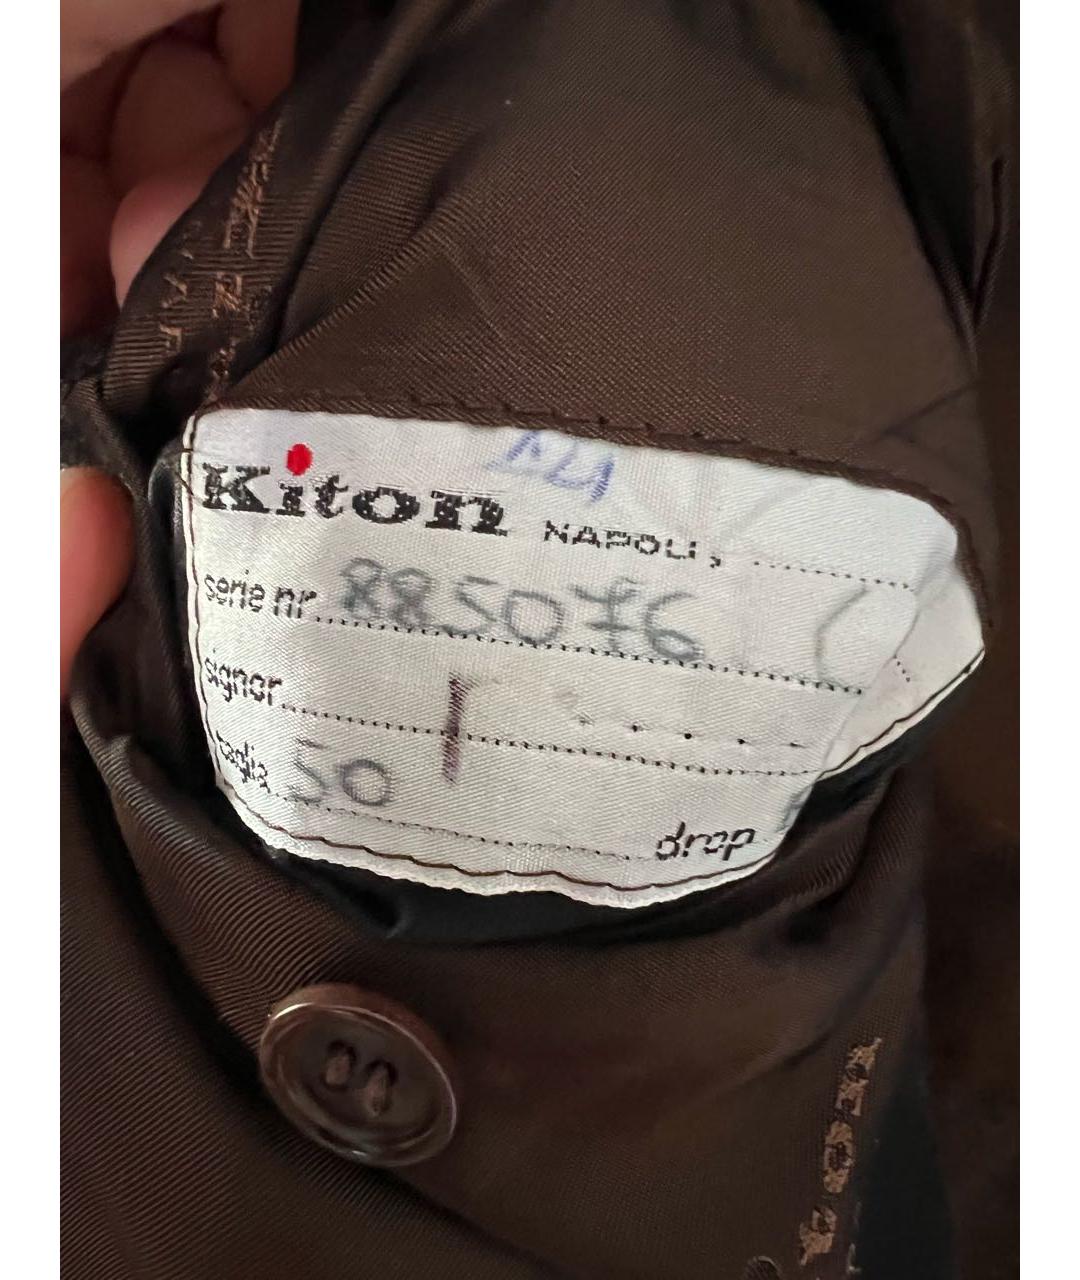 Kiton NAPOLI,
serie nr 885076
signor
taglia 50
drop